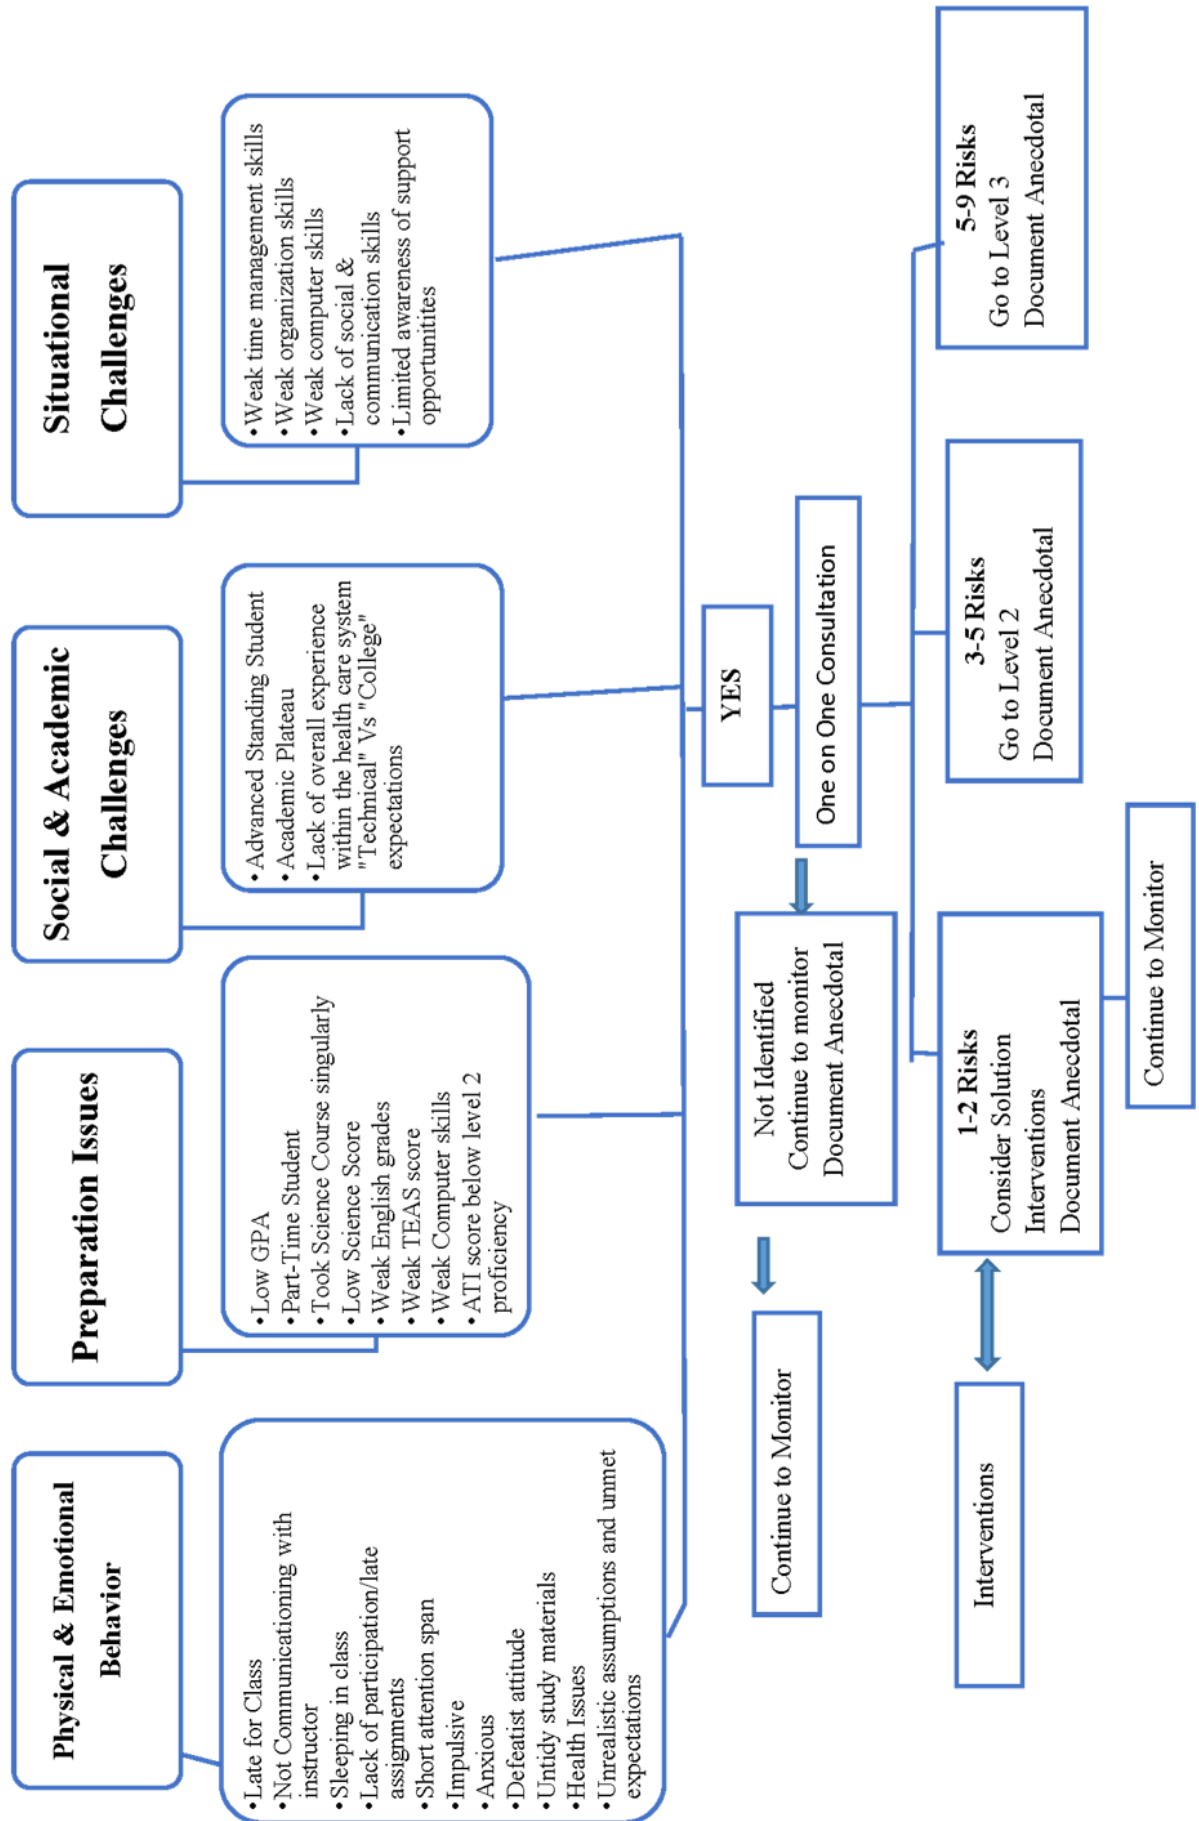 Physical & Emotional
Behavior
Preparation Issues
Social & Academic
Challenges
Situational
Challenges
•Late for Class
•Not Communicationing with
instructor
•Sleeping in class
•Lack of participation/late
assignments
•Short attention span
•Impulsive
•Anxious
•Defeatist attitude
•Untidy study materials
•Health Issues
•Unrealistic assumptions and unmet
expectations
•Low GPA
•Part-Time Student
•Took Science Course singularly
•Low Science Score
•Weak English grades
•Weak TEAS score
•Weak Computer skills
•ATI score below level 2
proficiency
•Advanced Standing Student
•Academic Plateau
•Lack of overall experience
within the health care system
"Technical" Vs "College"
expectations
•Weak time management skills
•Weak organization skills
•Weak computer skills
•Lack of social &
communication skills
•Limited awareness of support
opportunitites
YES
One on One Consultation
Not Identified
Continue to monitor
Document Anecdotal
Continue to Monitor
1-2 Risks
Consider Solution
Interventions
Document Anecdotal
3-5 Risks
Go to Level 2
Document Anecdotal
5-9 Risks
Go to Level 3
Document Anecdotal
Interventions
Continue to Monitor